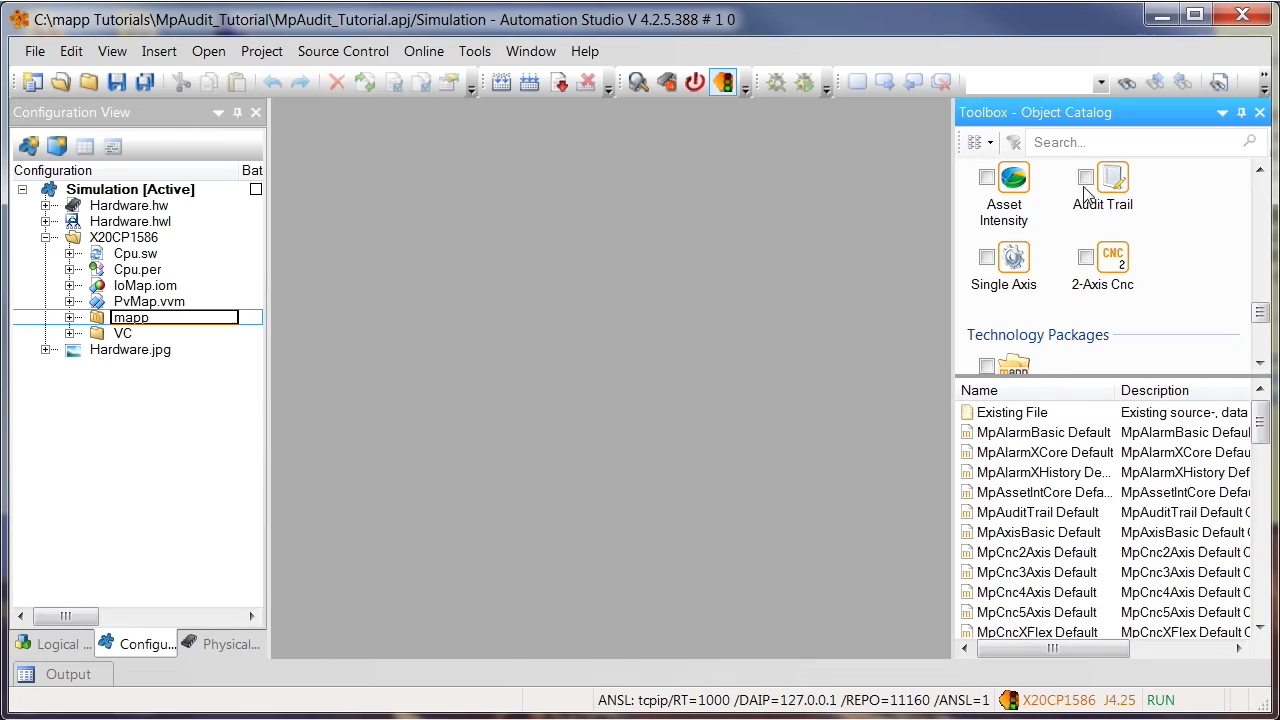 C:\mapp Tutorials\MpAudit_Tutorial\MpAudit_Tutorial.apj/Simulation - Automation Studio V 4.2.5.388 # 1 0
File Edit View Insert Open Project Source Control Online Tools Window Help
Configuration View
Configuration Bat
Simulation [Active]
Hardware.hw
Hardware.hwl
X20CP1586
Cpu.sw
Cpu.per
IoMap.iom
PvMap.vvm
mapp
VC
Hardware.jpg
Logical ... Configu... Physical...
Output
Toolbox - Object Catalog
Search...
Asset Intensity
Audit Trail
CNC 2
Single Axis 2-Axis Cnc
Technology Packages
mapp
Name Description
Existing File Existing source-, data
MpAlarmBasic Default MpAlarmBasic Defaul
MpAlarmXCore Default MpAlarmXCore Defaul
MpAlarmXHistory De... MpAlarmXHistory Def
MpAssetIntCore Defa... MpAssetIntCore Defau
MpAuditTrail Default MpAuditTrail Default C
MpAxisBasic Default MpAxisBasic Default C
MpCnc2Axis Default MpCnc2Axis Default C
MpCnc3Axis Default MpCnc3Axis Default C
MpCnc4Axis Default MpCnc4Axis Default C
MpCnc5Axis Default MpCnc5Axis Default C
MpCncXFlex Default MpCncXFlex Default C
ANSL: tcpip/RT=1000 /DAIP=127.0.0.1 /REPO=11160 /ANSL=1 X20CP1586 J4.25 RUN